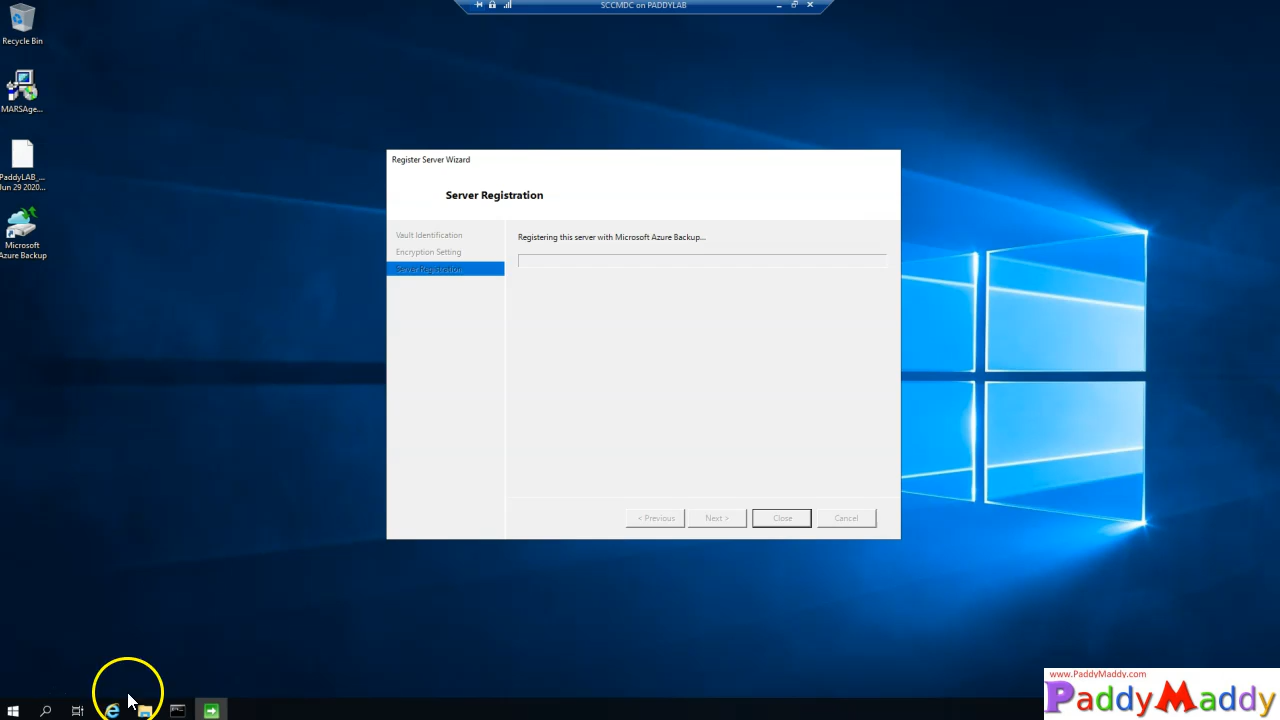 SCCMDC on PADDYLAB
Recycle Bin
MARSAge...
PaddyLAB_...
Jun 29 2020...
Microsoft
Azure Backup
Register Server Wizard
Server Registration
Vault Identification
Encryption Setting
Server Registration
Registering this server with Microsoft Azure Backup...
< Previous
Next >
Close
Cancel
www.PaddyMaddy.com
PaddyMaddy